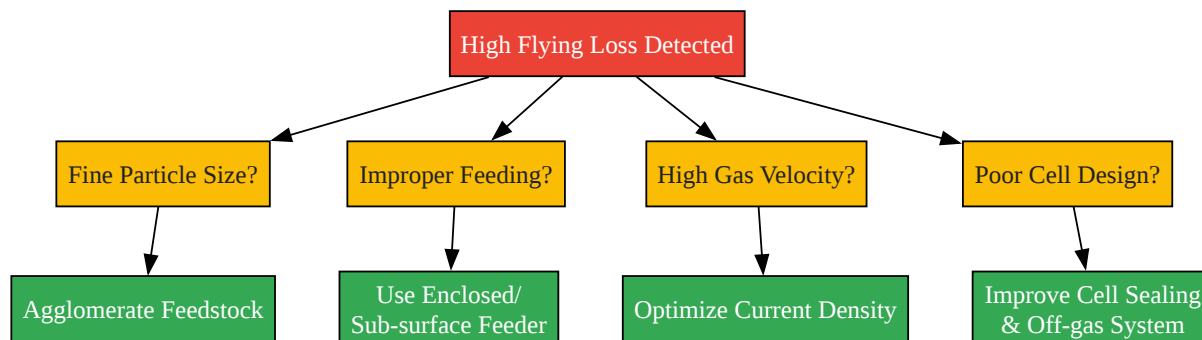 High Flying Loss Detected
Fine Particle Size?
Improper Feeding?
High Gas Velocity?
Poor Cell Design?
Agglomerate Feedstock
Use Enclosed/
Sub-surface Feeder
Optimize Current Density
Improve Cell Sealing
& Off-gas System